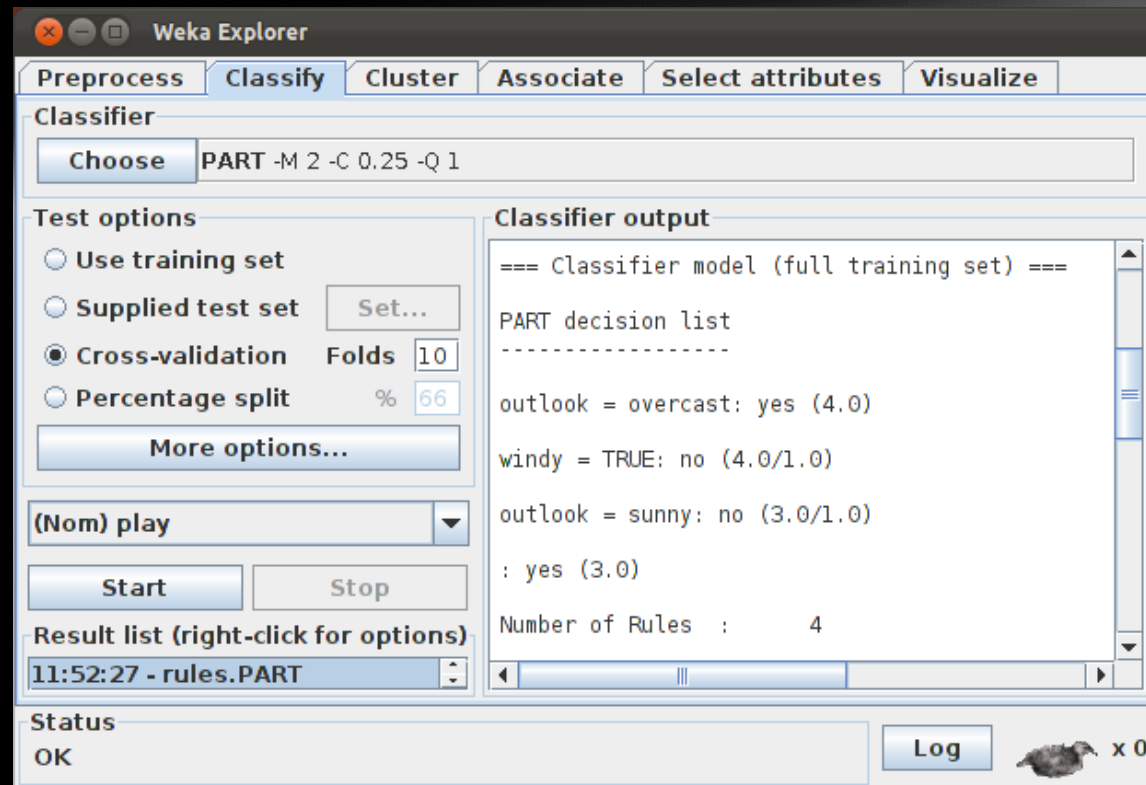 Weka Explorer
Preprocess Classify Cluster Associate Select attributes Visualize
Classifier
Choose PART -M 2 -C 0.25 -Q 1
Test options
Use training set
Supplied test set Set...
Cross-validation Folds 10
Percentage split % 66
More options...
(Nom) play
Start Stop
Result list (right-click for options)
11:52:27 - rules.PART
Classifier output
=== Classifier model (full training set) ===
PART decision list
------------------
outlook = overcast: yes (4.0)
windy = TRUE: no (4.0/1.0)
outlook = sunny: no (3.0/1.0)
: yes (3.0)
Number of Rules : 4
Status
OK
Log x 0